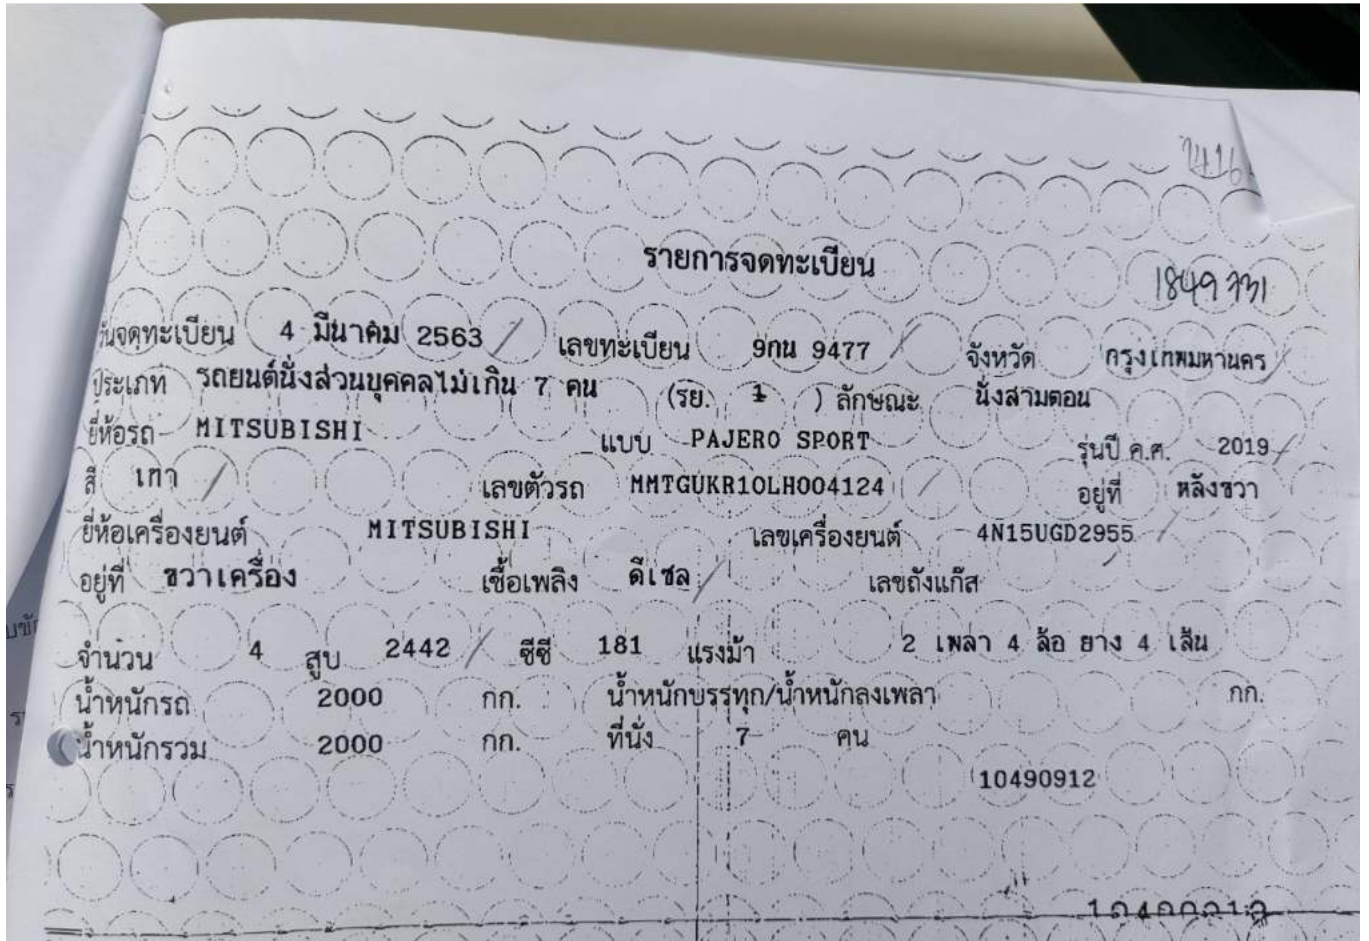 รายการจดทะเบียน
1849331
วันจดทะเบียน 4 มีนาคม 2563 เลขทะเบียน 9กน 9477 จังหวัด กรุงเทพมหานคร
ประเภท รถยนต์นั่งส่วนบุคคลไม่เกิน 7 คน (รย. 1 ) ลักษณะ นั่งสามตอน
ยี่ห้อรถ MITSUBISHI แบบ PAJERO SPORT รุ่นปี ค.ศ. 2019
สี เทา เลขตัวรถ MMTGUKR10LH004124 อยู่ที่ หลังขวา
ยี่ห้อเครื่องยนต์ MITSUBISHI เลขเครื่องยนต์ 4N15UGD2955
อยู่ที่ ขวาเครื่อง เชื้อเพลิง ดีเซล เลขถังแก๊ส
จำนวน 4 สูบ 2442 ซีซี 181 แรงม้า 2 เพลา 4 ล้อ ยาง 4 เส้น
น้ำหนักรถ 2000 กก. น้ำหนักบรรทุก/น้ำหนักลงเพลา กก.
น้ำหนักรวม 2000 กก. ที่นั่ง 7 คน
10490912